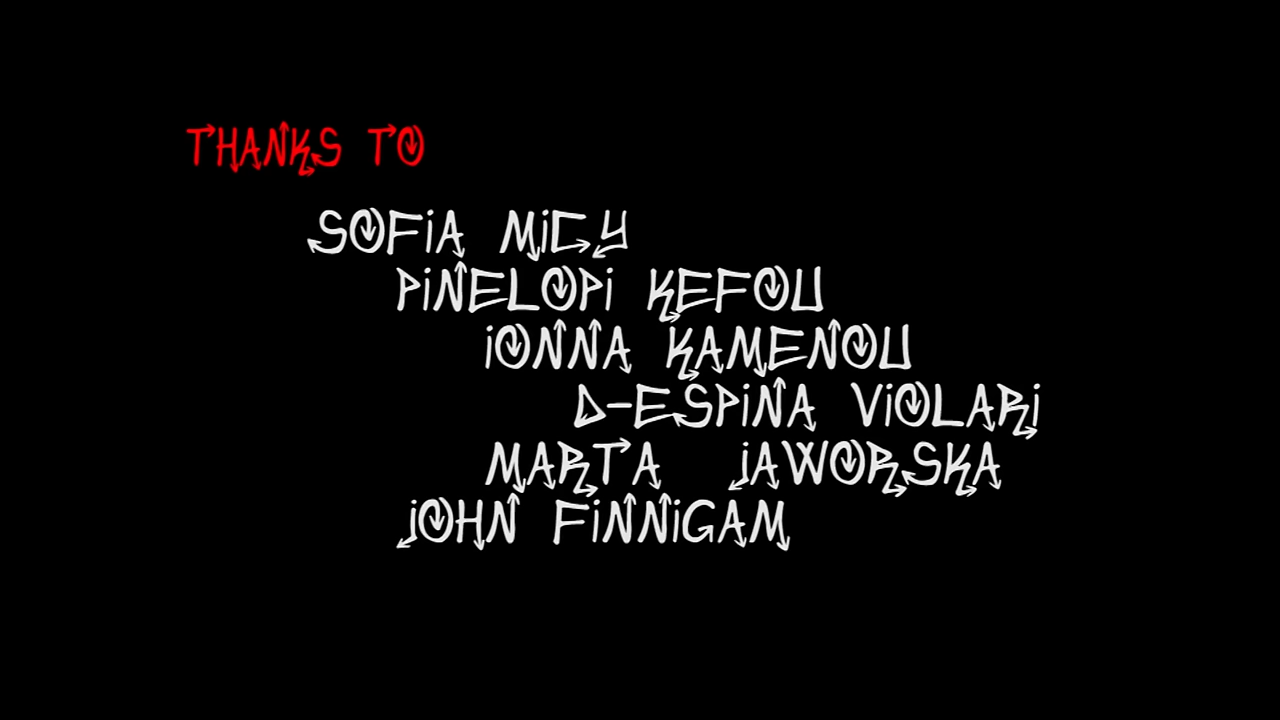 THANKS TO
SOFiA MiCY
PiNELOPi KEFOU
iONNA KAMENOU
D-ESPiNA ViOLARi
MARTA jAWORSKA
jOHN FiNNiGAM